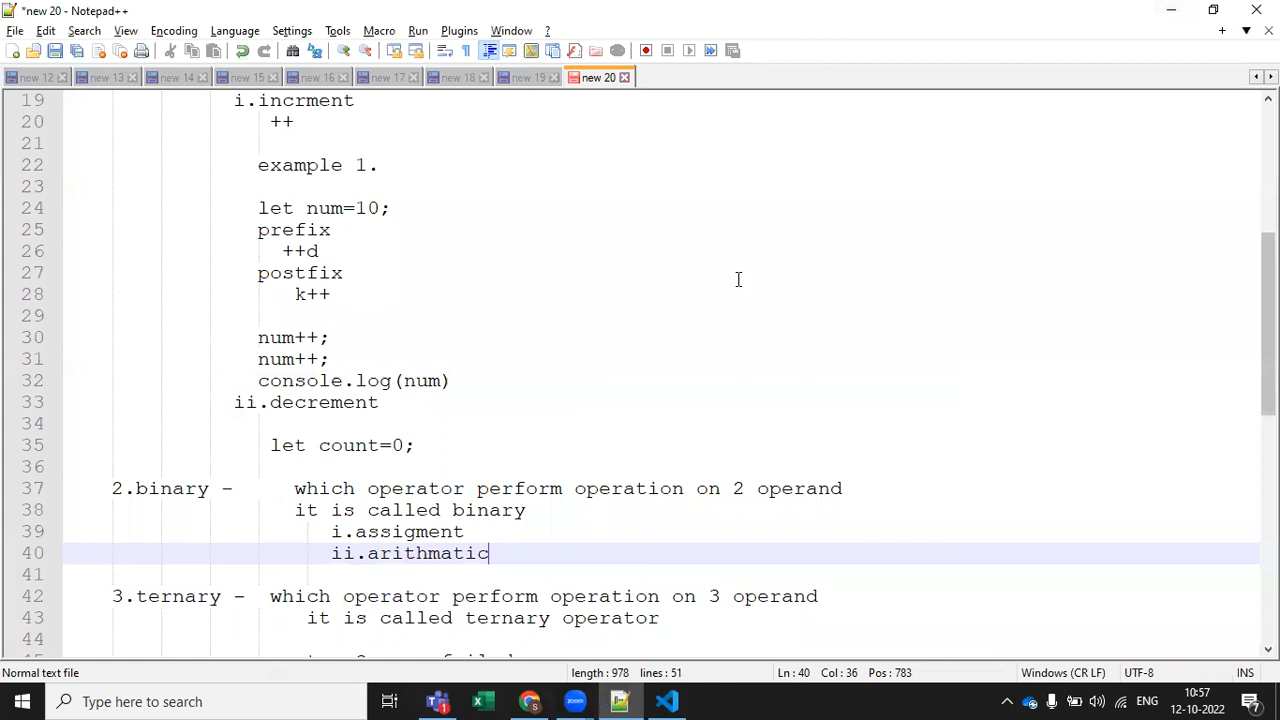 *new 20 - Notepad++
File Edit Search View Encoding Language Settings Tools Macro Run Plugins Window ?
new 12 new 13 new 14 new 15 new 16 new 17 new 18 new 19 new 20
19 i.incrment
20 ++
21
22 example 1.
23
24 let num=10;
25 prefix
26 ++d
27 postfix
28 k++
29
30 num++;
31 num++;
32 console.log(num)
33 ii.decrement
34
35 let count=0;
36
37 2.binary - which operator perform operation on 2 operand
38 it is called binary
39 i.assigment
40 ii.arithmatic
41
42 3.ternary - which operator perform operation on 3 operand
43 it is called ternary operator
44
Normal text file length : 978 lines : 51 Ln : 40 Col : 36 Pos : 783 Windows (CR LF) UTF-8 INS
Type here to search zoom ENG 10:57
12-10-2022 7